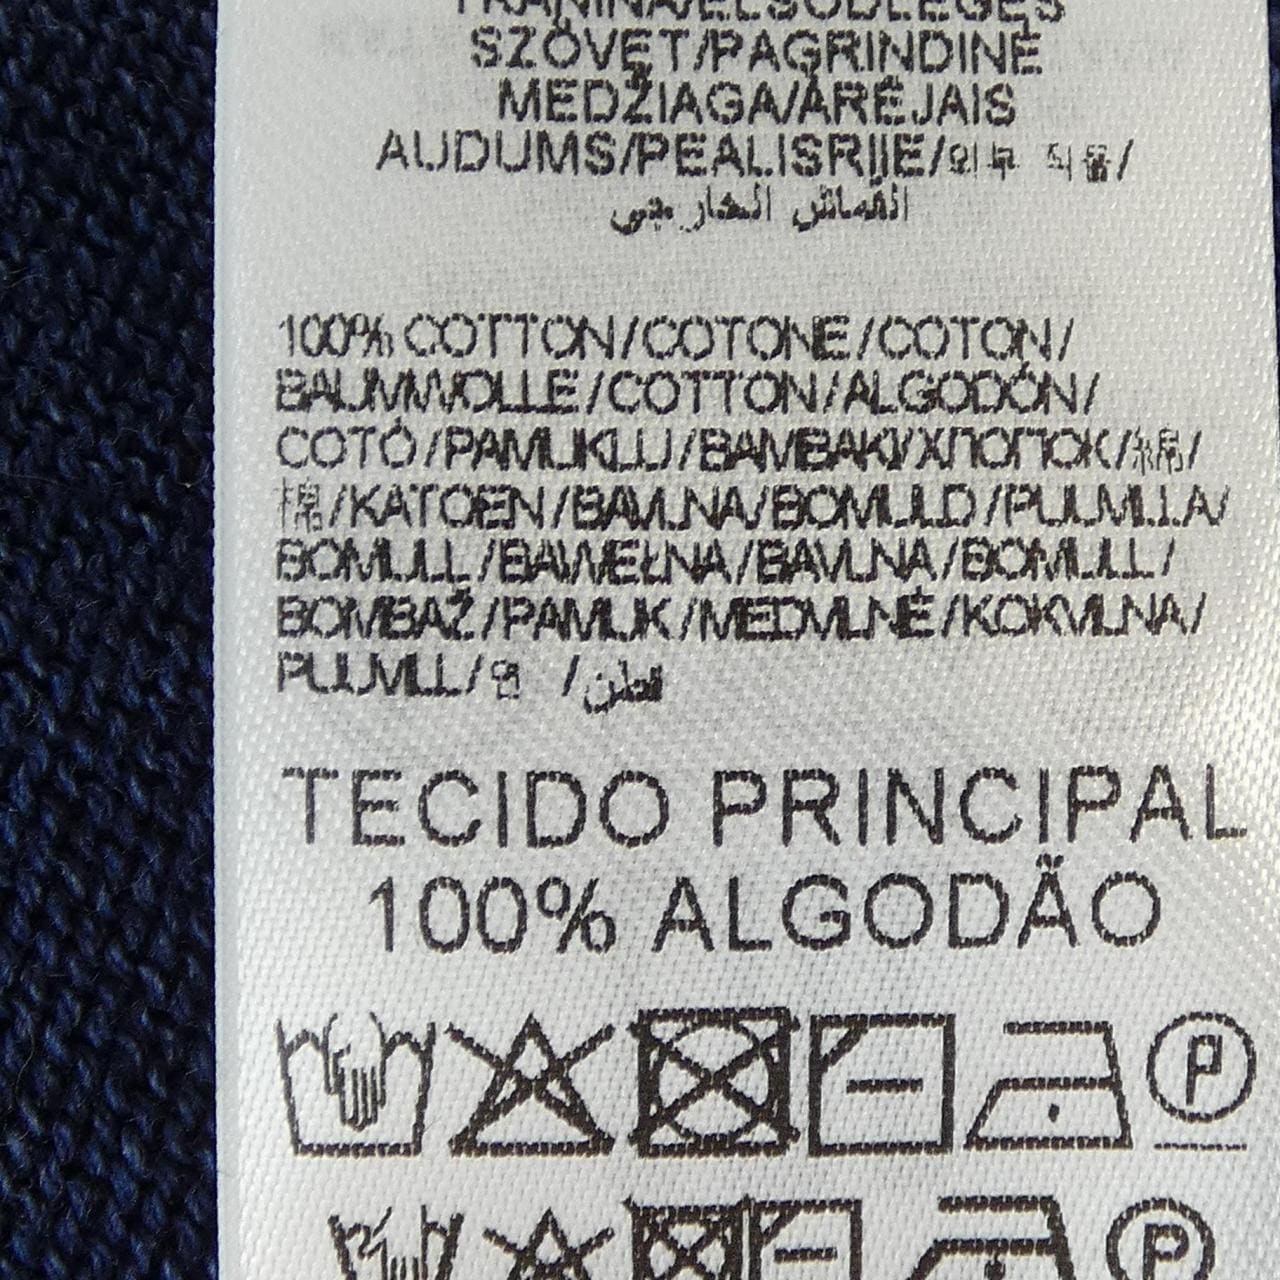 SZÖVET/PAGRINDINĖ
MEDŽIAGA/ĀRĒJAIS
AUDUMS/PEALISRIIE/외부 직물/
القماش الخارجي
100% COTTON/COTONE/COTON/
BAUMWOLLE/COTTON/ALGODÓN/
COTÓ/PAMUKLU/BAMBAKI/ХЛОПОК/綿/
棉/KATOEN/BAVLNA/BOMULD/PUUVILLA/
BOMULL/BAWEŁNA/BAVLNA/BOMULL/
BOMBAŽ/PAMUK/MEDVILNĖ/KOKVILNA/
PUUVILL/면 /قطن
TECIDO PRINCIPAL
100% ALGODÃO
P
P